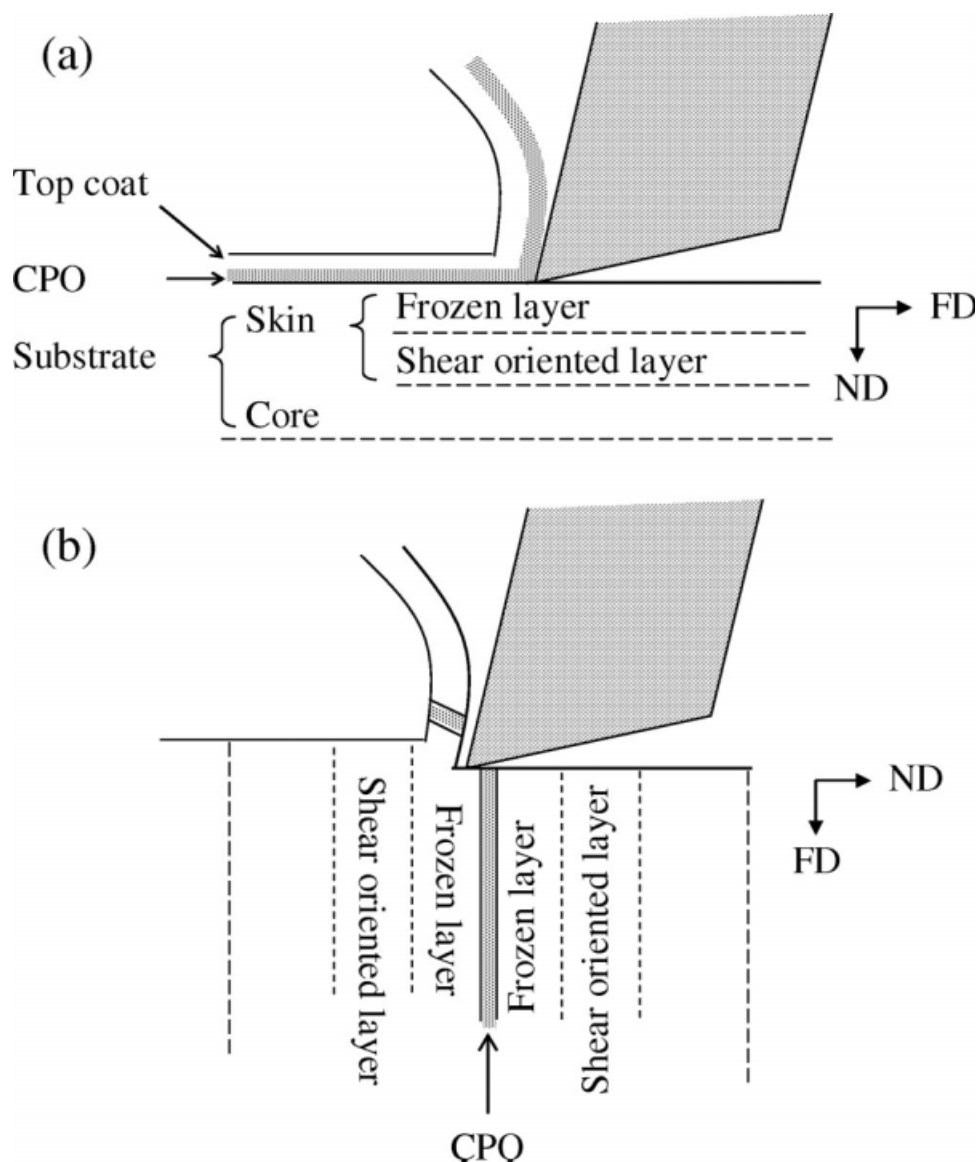 (a)
Top coat
CPO
Substrate
Skin
Core
Frozen layer
Shear oriented layer
FD
ND
(b)
Shear oriented layer
Frozen layer
Frozen layer
Shear oriented layer
ND
FD
CPO